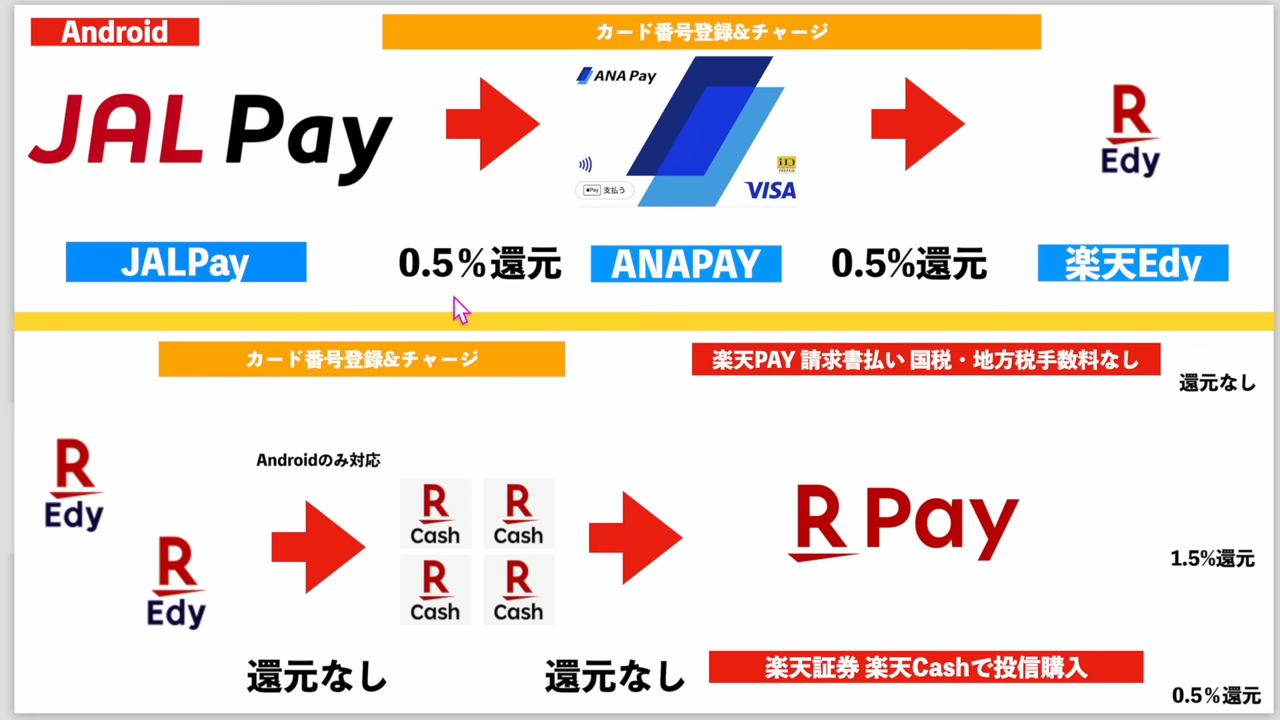 Android
カード番号登録&チャージ
JAL Pay
ANA Pay
iD
PREPAID
Pay 支払う
VISA
R
Edy
JALPay
0.5%還元
ANAPAY
0.5%還元
楽天Edy
カード番号登録&チャージ
楽天PAY 請求書払い 国税・地方税手数料なし
還元なし
R
Edy
R
Edy
Androidのみ対応
R
Cash
R
Cash
R
Cash
R
Cash
R Pay
1.5%還元
還元なし
還元なし
楽天証券 楽天Cashで投信購入
0.5%還元